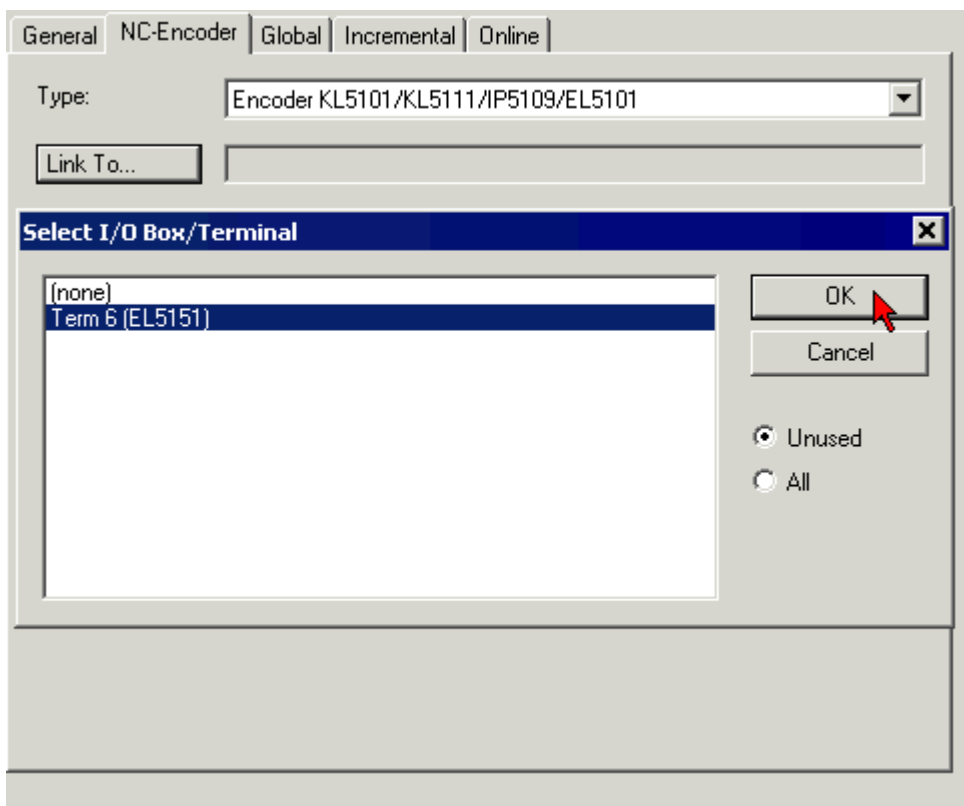 General NC-Encoder Global Incremental Online
Type: Encoder KL5101/KL5111/IP5109/EL5101
Link To...
Select I/O Box/Terminal
(none)
Term 6 (EL5151)
OK
Cancel
Unused
All